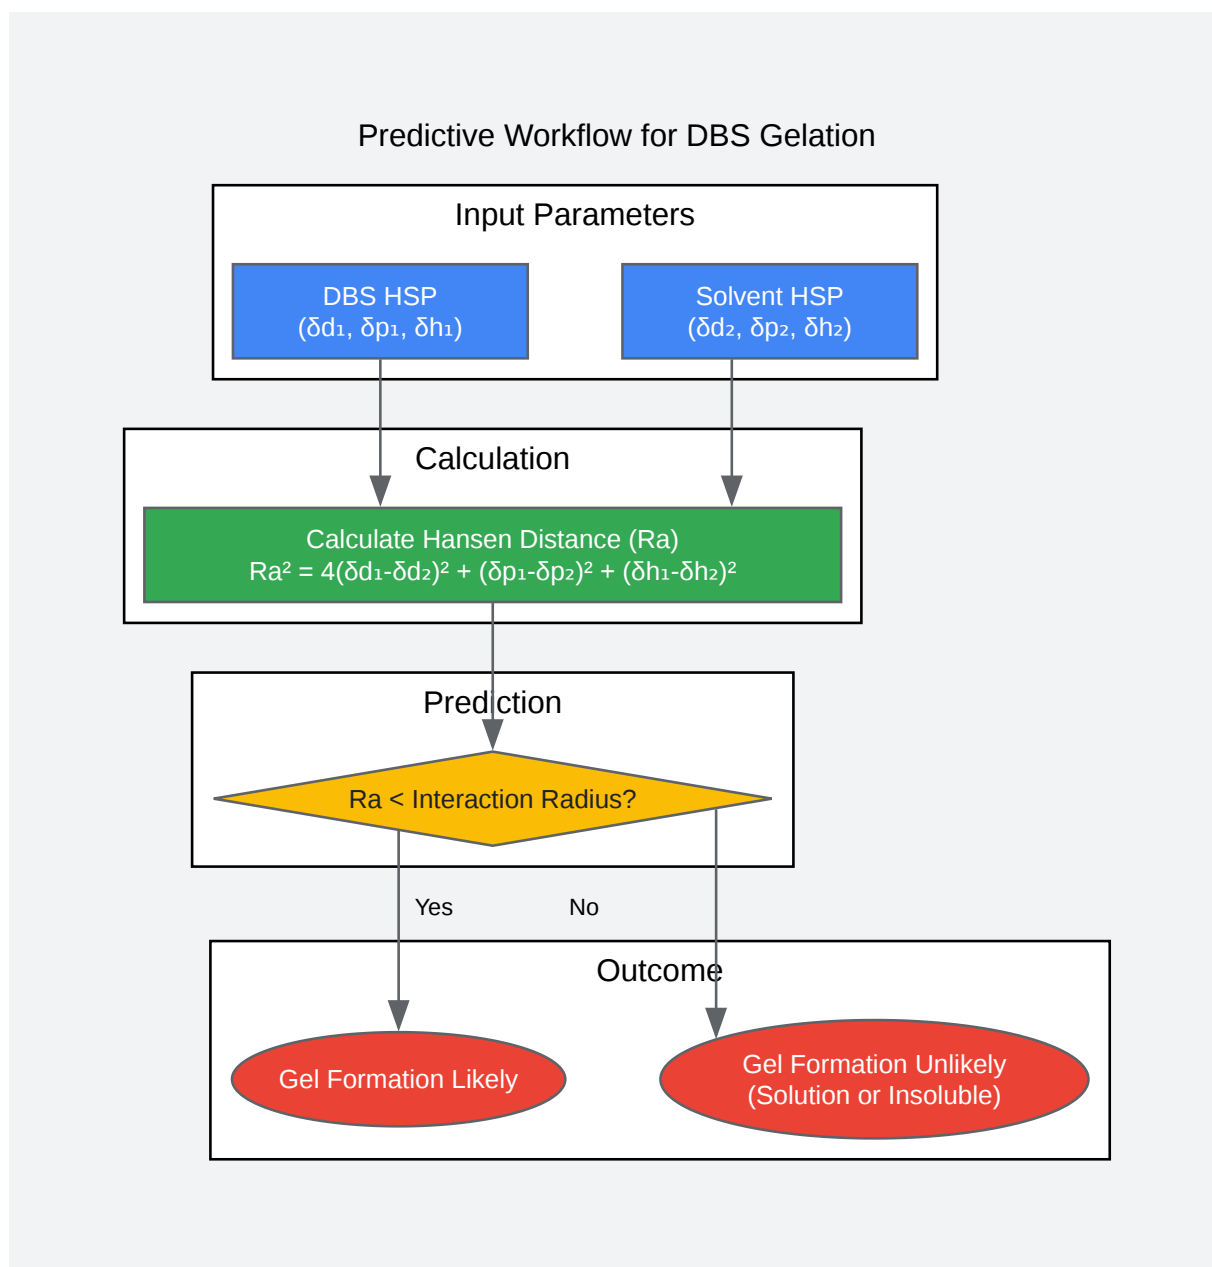 Predictive Workflow for DBS Gelation
Input Parameters
DBS HSP
(δd₁, δp₁, δh₁)
Solvent HSP
(δd₂, δp₂, δh₂)
Calculation
Calculate Hansen Distance (Ra)
Ra² = 4(δd₁-δd₂)² + (δp₁-δp₂)² + (δh₁-δh₂)²
Prediction
Ra < Interaction Radius?
Yes
No
Outcome
Gel Formation Likely
Gel Formation Unlikely
(Solution or Insoluble)